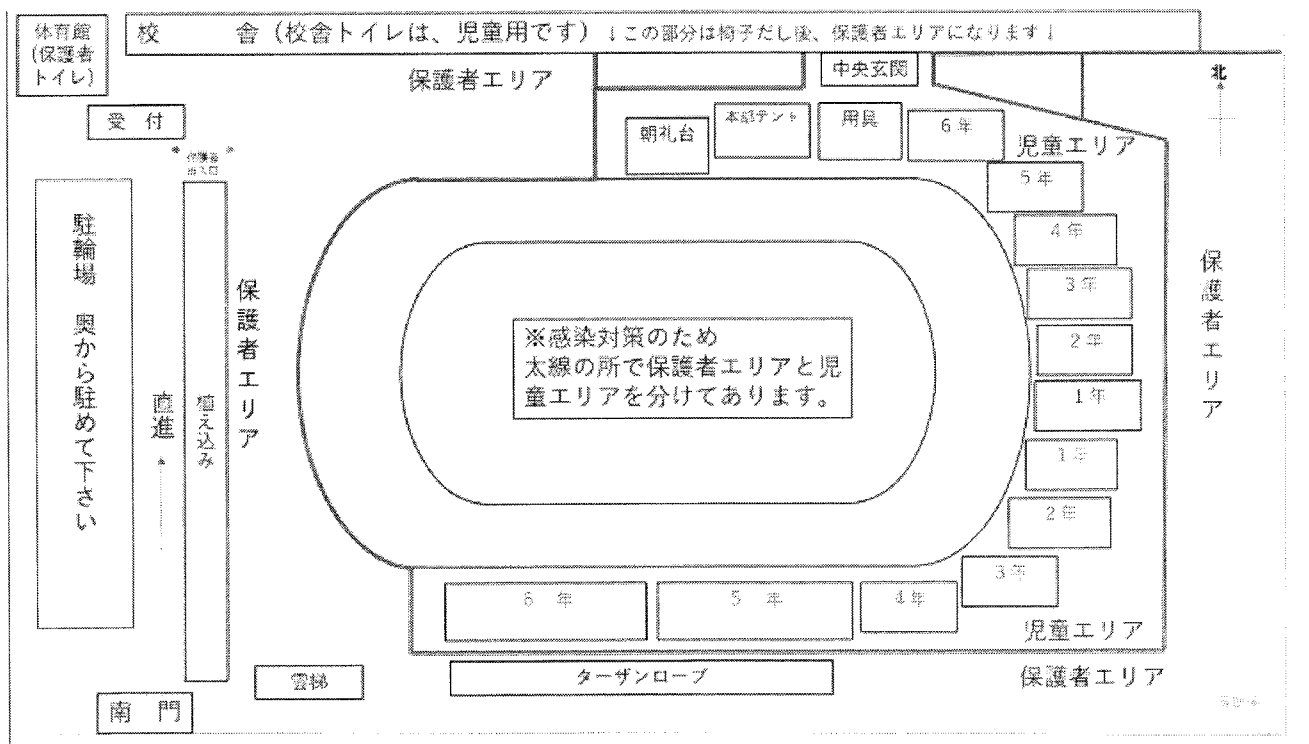 体育館
(保護者
トイレ)
校　　　舎(校舎トイレは、児童用です)↓この部分は椅子だし後、保護者エリアになります↓
保護者エリア
中央玄関
北
受　付
朝礼台
本部テント
用具
6年
児童エリア
保護者
出入口
5年
4年
3年
2年
1年
1年
2年
3年
4年
5　年
6　年
駐輪場　奥から駐めて下さい
直進
植え込み
保護者エリア
※感染対策のため
太線の所で保護者エリアと児
童エリアを分けてあります。
保護者エリア
児童エリア
雲梯
ターザンロープ
保護者エリア
南　門